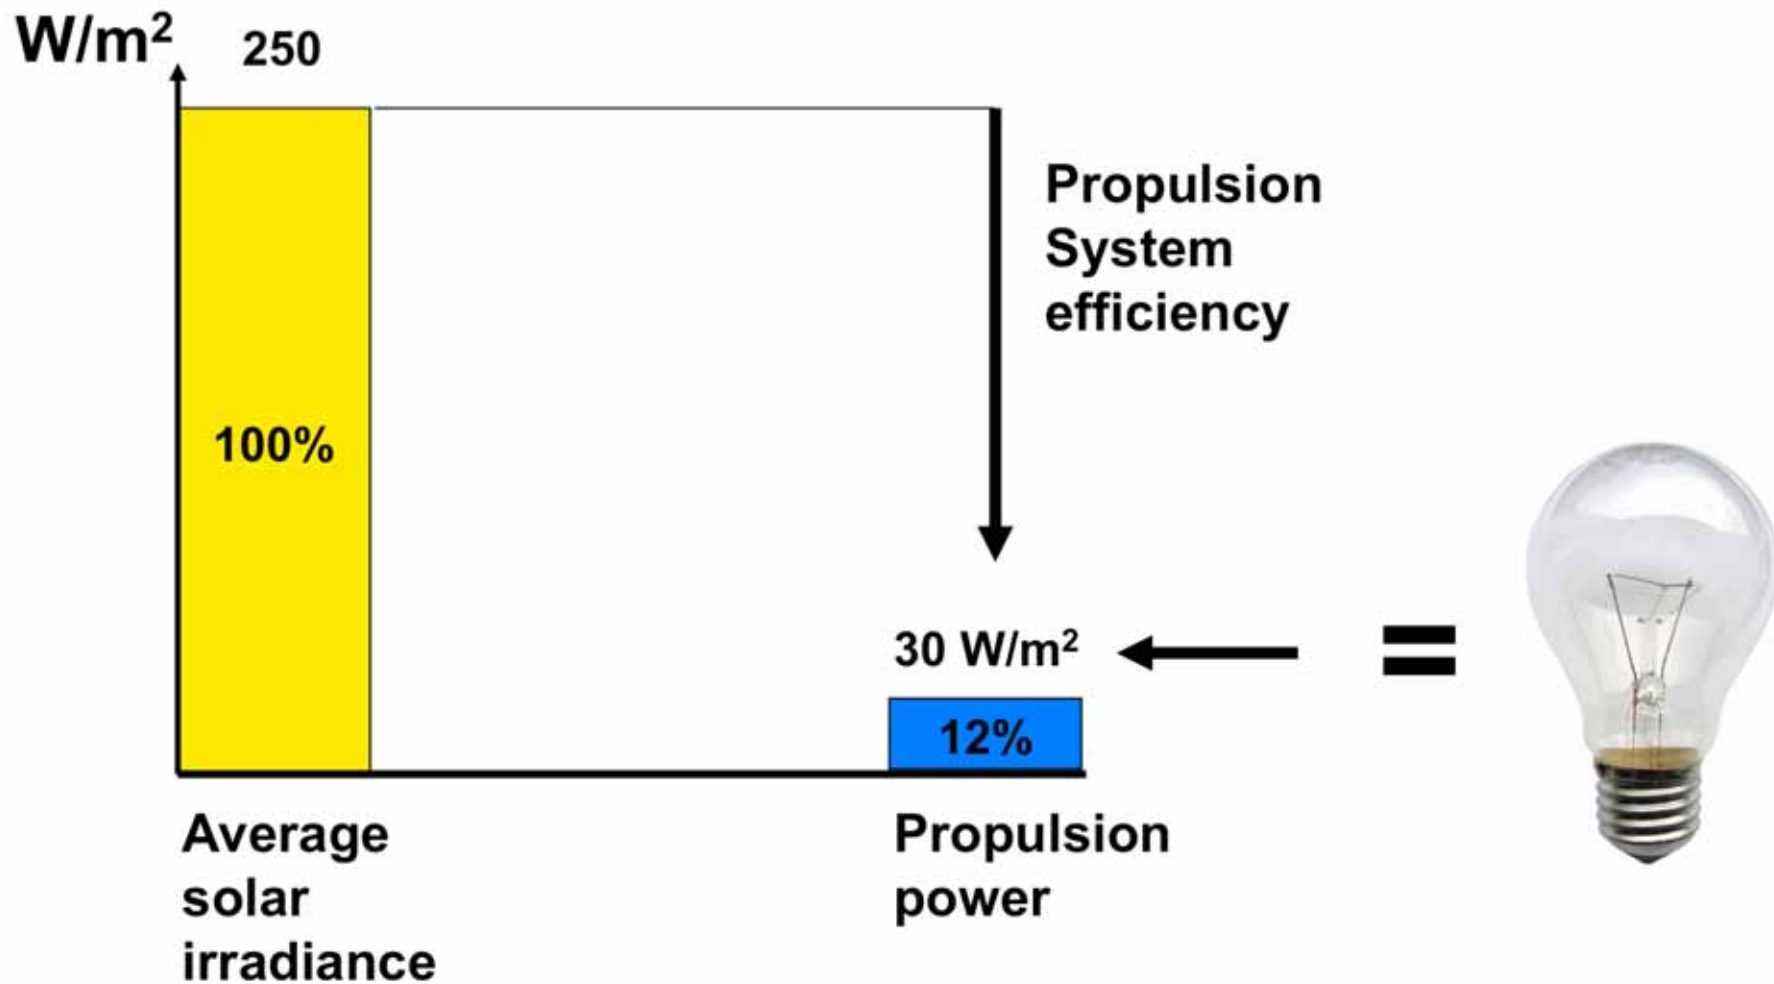 W/m²
250
100%
Propulsion
System
efficiency
30 W/m²
12%
=
Average
solar
irradiance
Propulsion
power